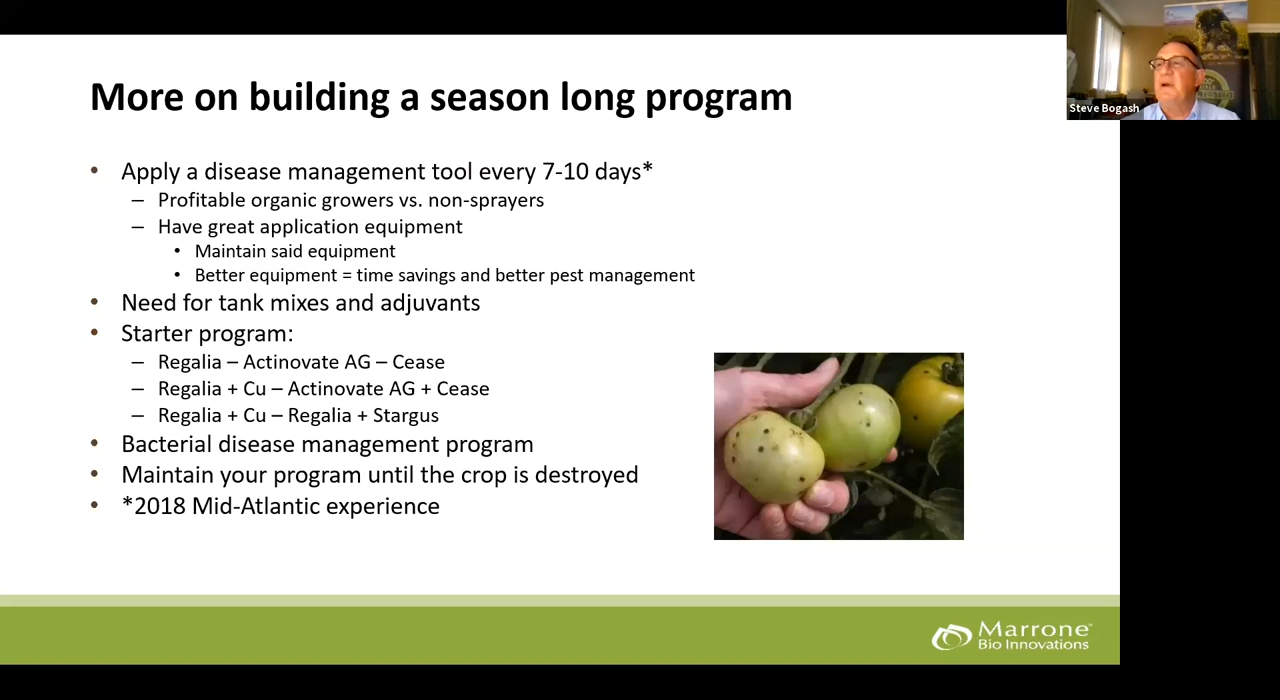 More on building a season long program
Steve Bogash
• Apply a disease management tool every 7-10 days*
– Profitable organic growers vs. non-sprayers
– Have great application equipment
• Maintain said equipment
• Better equipment = time savings and better pest management
• Need for tank mixes and adjuvants
• Starter program:
– Regalia – Actinovate AG – Cease
– Regalia + Cu – Actinovate AG + Cease
– Regalia + Cu – Regalia + Stargus
• Bacterial disease management program
• Maintain your program until the crop is destroyed
• *2018 Mid-Atlantic experience
Marrone
Bio Innovations